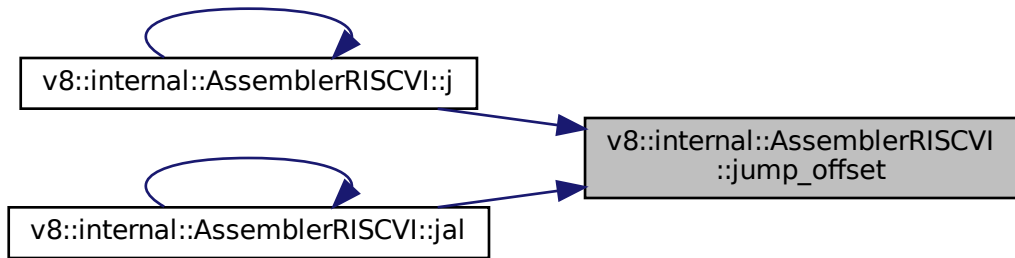 v8::internal::AssemblerRISCVI::j
v8::internal::AssemblerRISCVI
::jump_offset
v8::internal::AssemblerRISCVI::jal